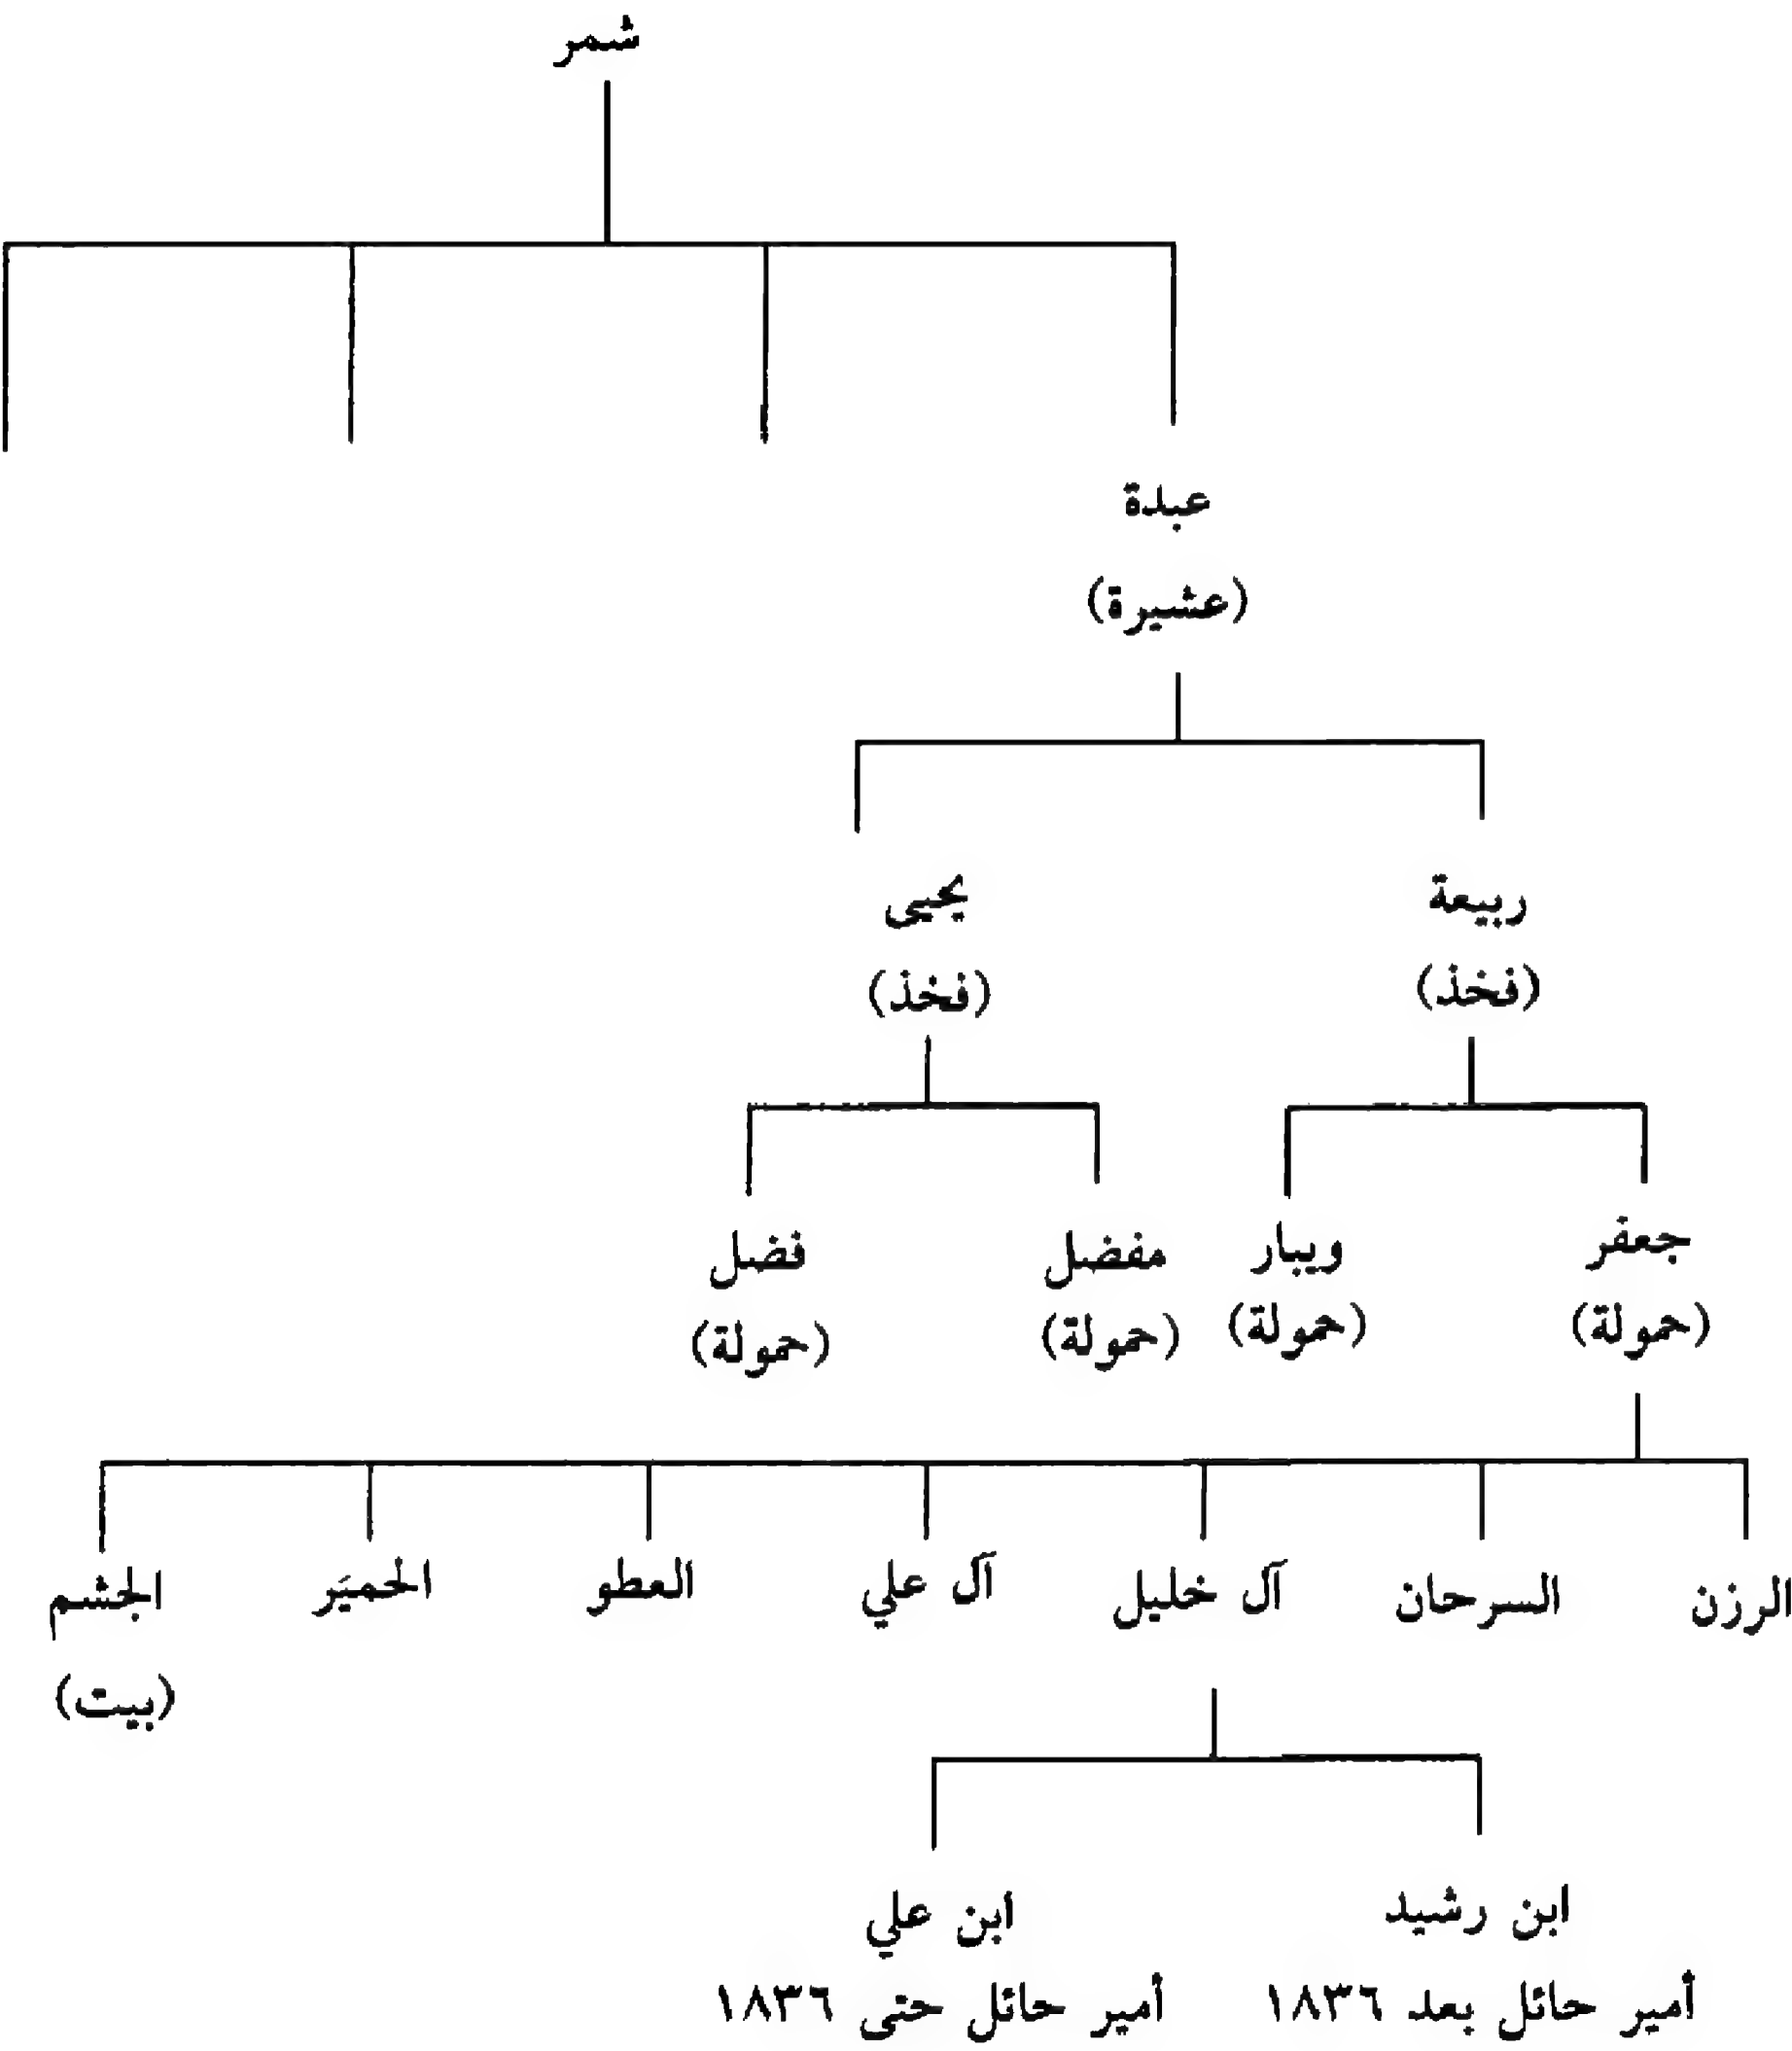 شمر
عبدة
(عشيرة)
ربيعة
يحيى
(فخذ)
(فخذ)
جعفر
ويبار
مفضل
فضل
(حمولة)
(حمولة)
(حمولة)
(حمولة)
الرزن
السرحان
آل خليل
آل علي
العطو
الحميَر
الجشم
(بيت)
ابن رشيد
ابن علي
أمير حائل بعد ١٨٣٦
أمير حائل حتى ١٨٣٦